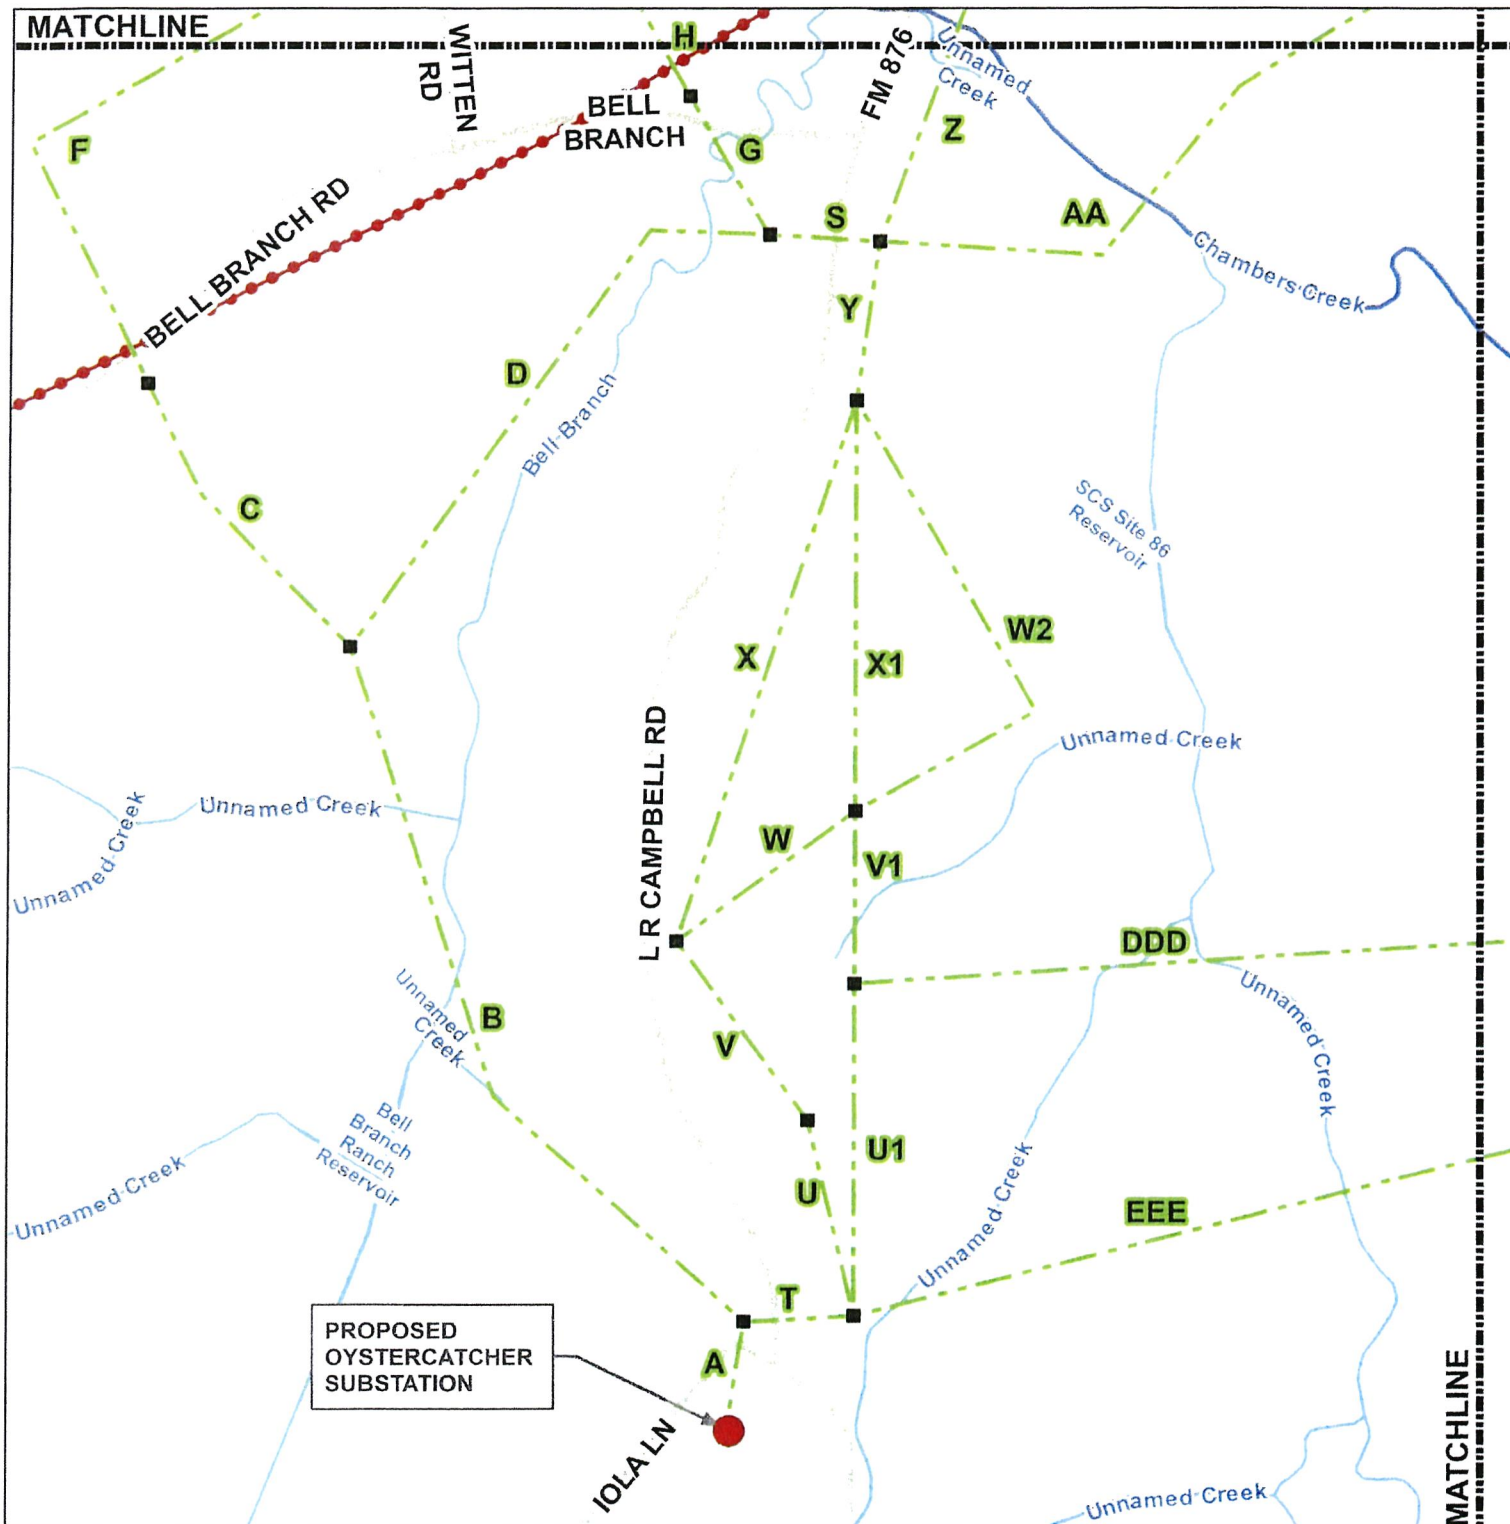 MATCHLINE
H
WITTEN
RD
FM 876
Unnamed
Creek
BELL
BRANCH
Z
F
G
BELL BRANCH RD
S
AA
Chambers Creek
Y
D
Bell Branch
C
SCS Site 86
Reservoir
W2
X
X1
L R CAMPBELL RD
Unnamed Creek
Unnamed Creek
Unnamed Creek
W
V1
DDD
Unnamed
Creek
B
Unnamed Creek
V
Bell
Branch
Ranch
Reservoir
U1
Unnamed Creek
U
EEE
Unnamed Creek
T
PROPOSED
OYSTERCATCHER
SUBSTATION
A
IOLA LN
MATCHLINE
Unnamed Creek